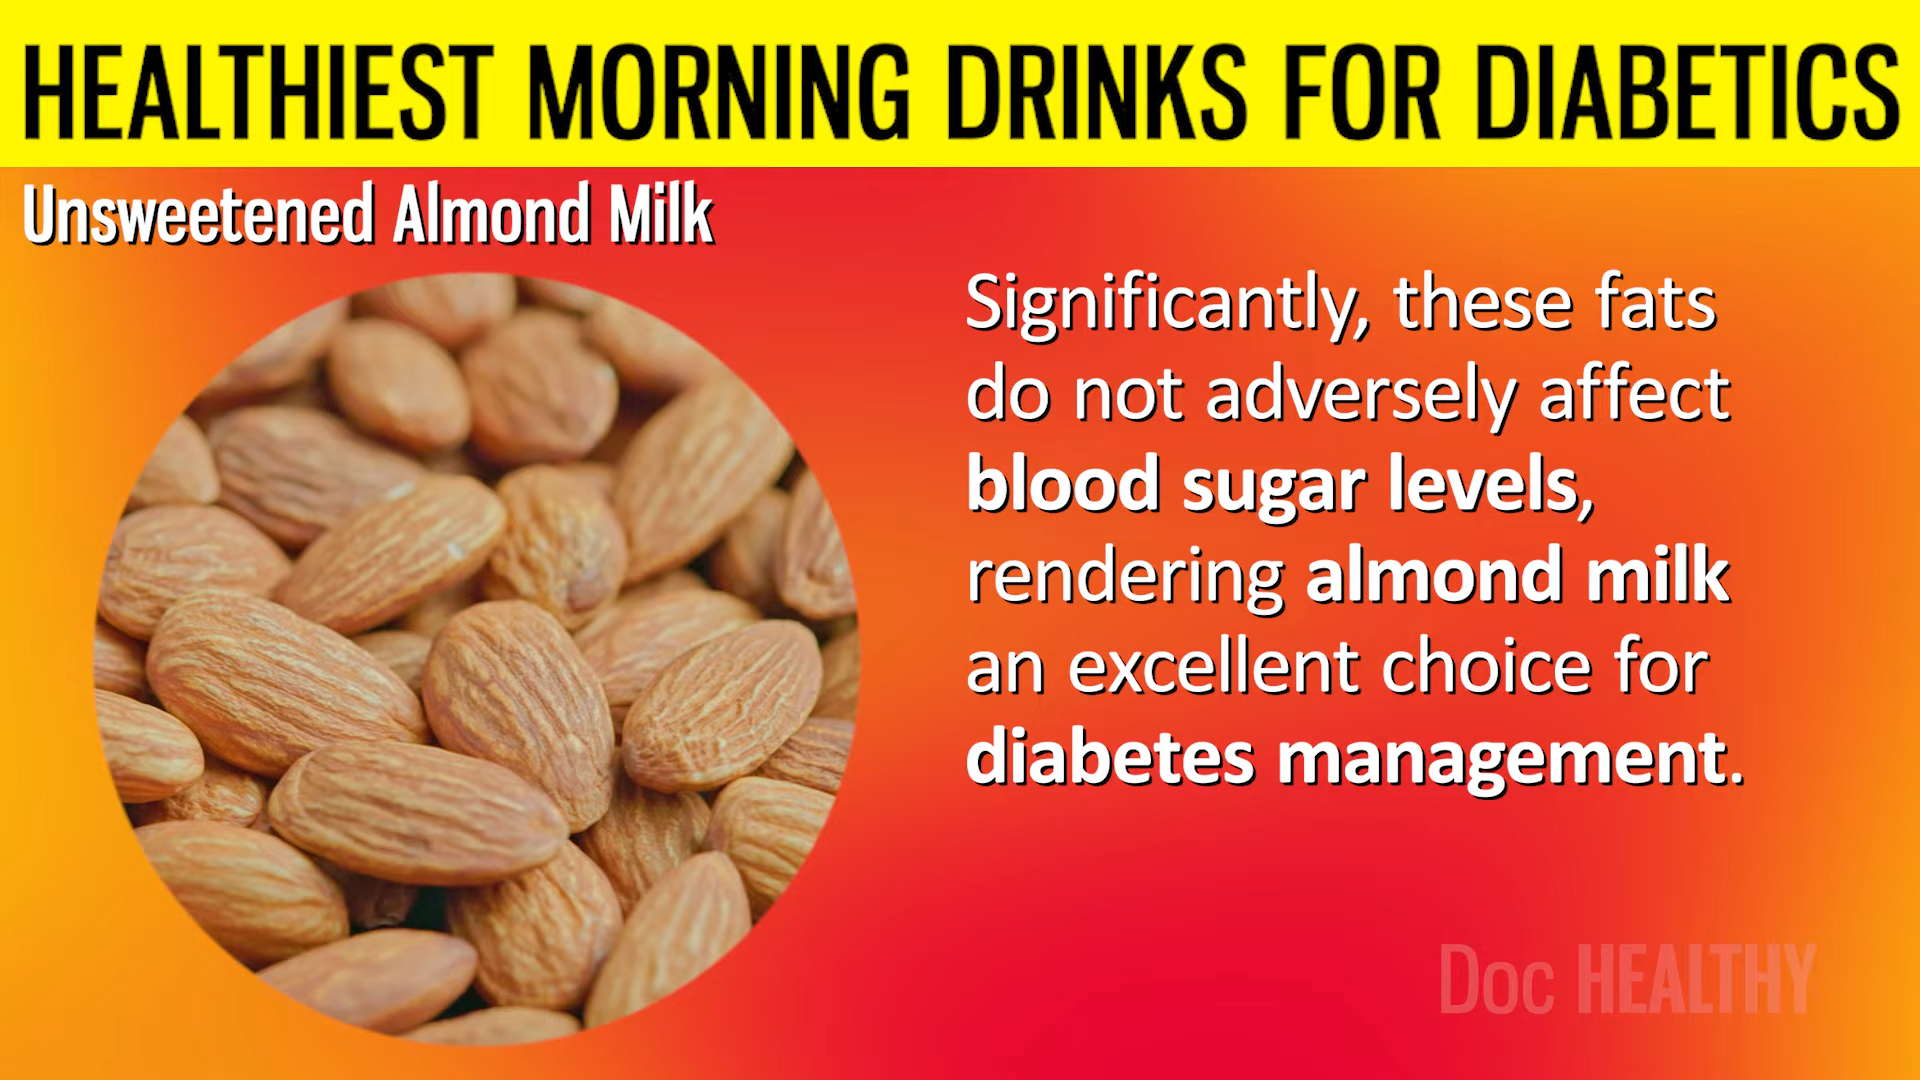 HEALTHIEST MORNING DRINKS FOR DIABETICS
Unsweetened Almond Milk
Significantly, these fats
do not adversely affect
blood sugar levels,
rendering almond milk
an excellent choice for
diabetes management.
Doc HEALTHY